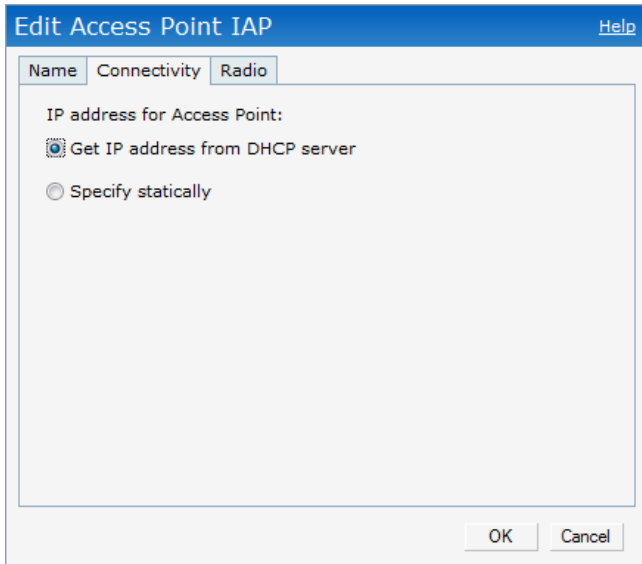 Edit Access Point IAP Help
Name Connectivity Radio
IP address for Access Point:
Get IP address from DHCP server
Specify statically
OK Cancel